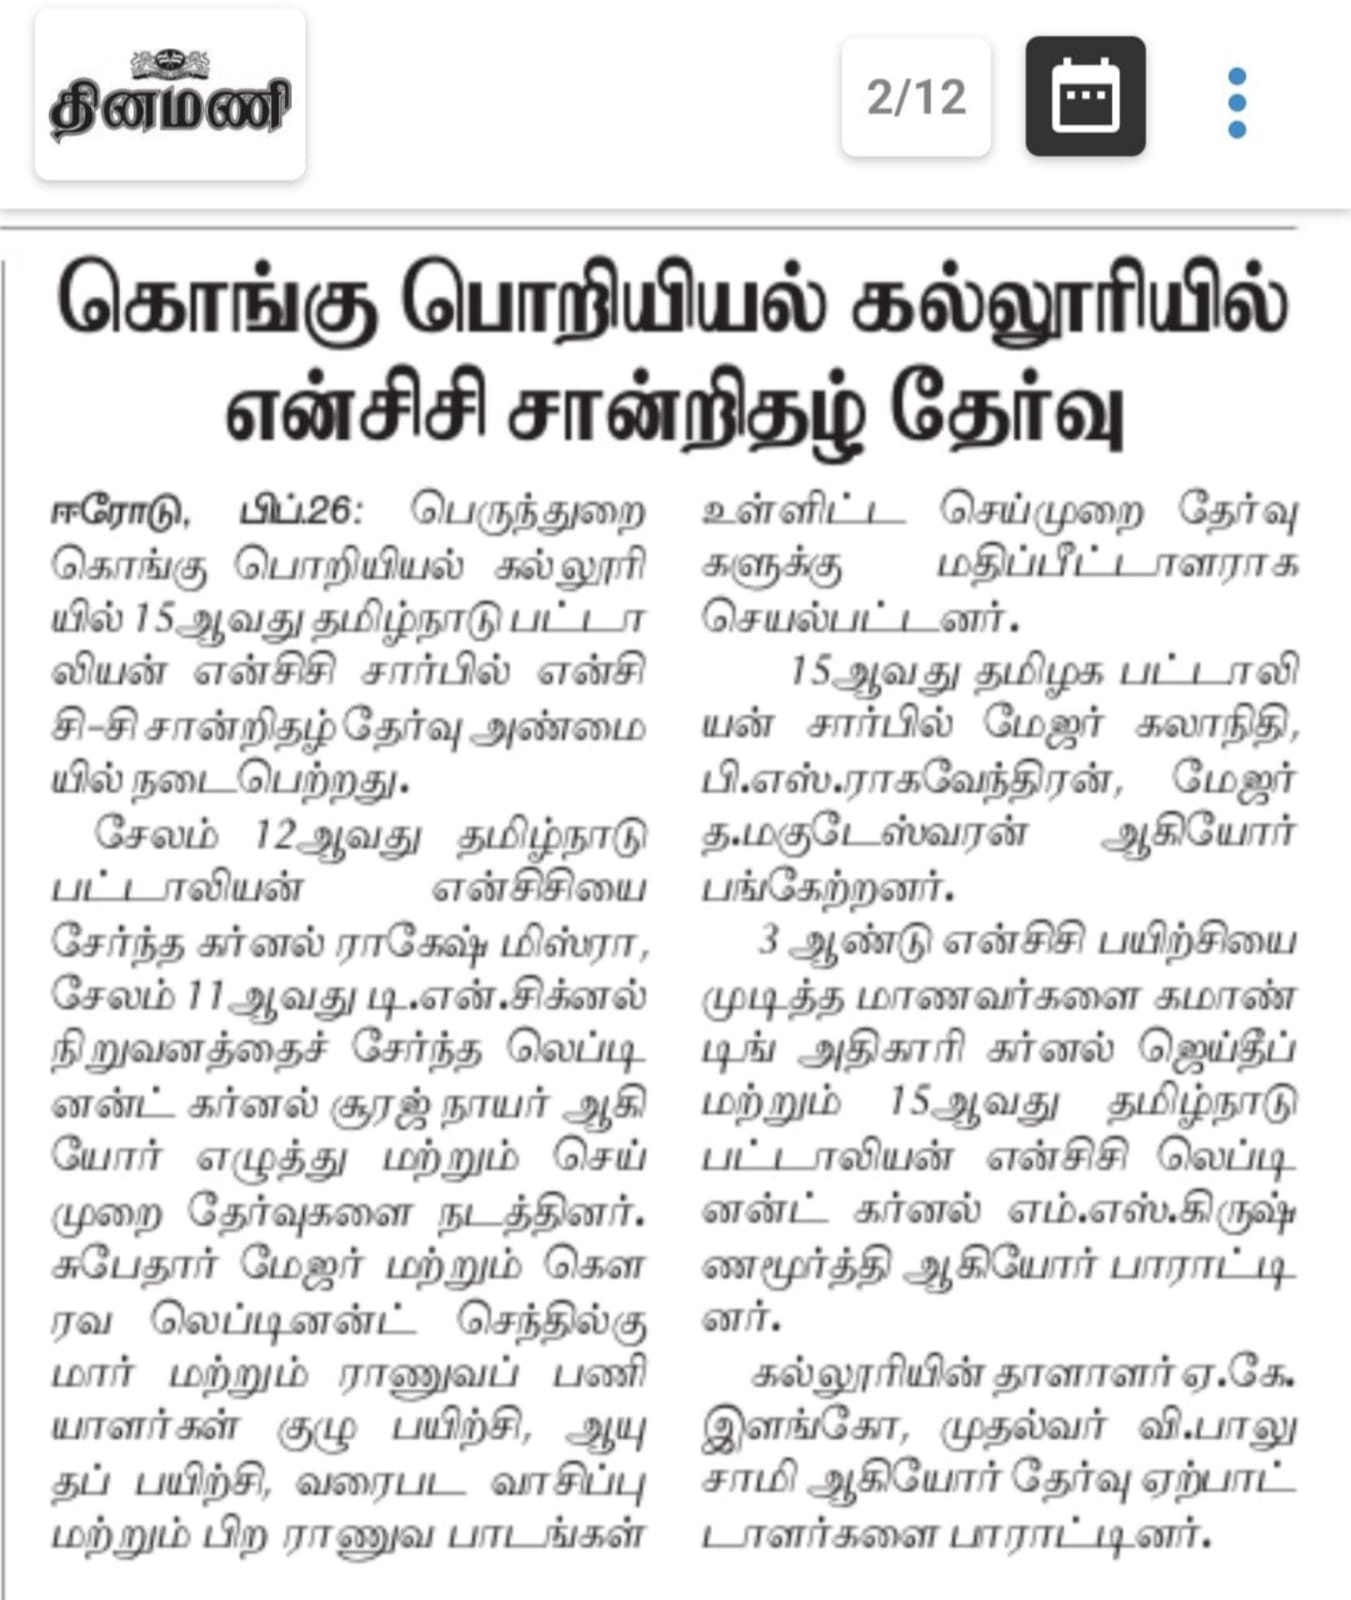 தினமணி
2/12
கொங்கு பொறியியல் கல்லூரியில்
என்சிசி சான்றிதழ் தேர்வு
ஈரோடு, பிப்.26: பெருந்துறை
கொங்கு பொறியியல் கல்லூரி
யில் 15ஆவது தமிழ்நாடு பட்டா
லியன் என்சிசி சார்பில் என்சி
சி-சி சான்றிதழ் தேர்வு அண்மை
யில் நடைபெற்றது.
சேலம் 12ஆவது தமிழ்நாடு
பட்டாலியன் என்சிசியை
சேர்ந்த கர்னல் ராகேஷ் மிஸ்ரா,
சேலம் 11ஆவது டி.என்.சிக்னல்
நிறுவனத்தைச் சேர்ந்த லெப்டி
னன்ட் கர்னல் சூரஜ் நாயர் ஆகி
யோர் எழுத்து மற்றும் செய்
முறை தேர்வுகளை நடத்தினர்.
சுபேதார் மேஜர் மற்றும் கௌ
ரவ லெப்டினன்ட் செந்தில்கு
மார் மற்றும் ராணுவப் பணி
யாளர்கள் குழு பயிற்சி, ஆயு
தப் பயிற்சி, வரைபட வாசிப்பு
மற்றும் பிற ராணுவ பாடங்கள்
உள்ளிட்ட செய்முறை தேர்வு
களுக்கு மதிப்பீட்டாளராக
செயல்பட்டனர்.
15ஆவது தமிழக பட்டாலி
யன் சார்பில் மேஜர் கலாநிதி,
பி.எஸ்.ராகவேந்திரன், மேஜர்
த.மகுடேஸ்வரன் ஆகியோர்
பங்கேற்றனர்.
3 ஆண்டு என்சிசி பயிற்சியை
முடித்த மாணவர்களை கமாண்
டிங் அதிகாரி கர்னல் ஜெய்தீப்
மற்றும் 15ஆவது தமிழ்நாடு
பட்டாலியன் என்சிசி லெப்டி
னன்ட் கர்னல் எம்.எஸ்.கிருஷ்
ணமூர்த்தி ஆகியோர் பாராட்டி
னர்.
கல்லூரியின் தாளாளர் ஏ.கே.
இளங்கோ, முதல்வர் வி.பாலு
சாமி ஆகியோர் தேர்வு ஏற்பாட்
டாளர்களை பாராட்டினர்.